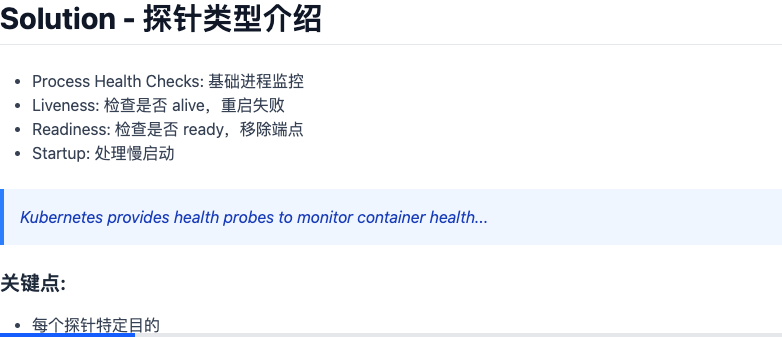 Solution - 探针类型介绍
Process Health Checks: 基础进程监控
Liveness: 检查是否 alive，重启失败
Readiness: 检查是否 ready，移除端点
Startup: 处理慢启动
Kubernetes provides health probes to monitor container health...
关键点:
每个探针特定目的